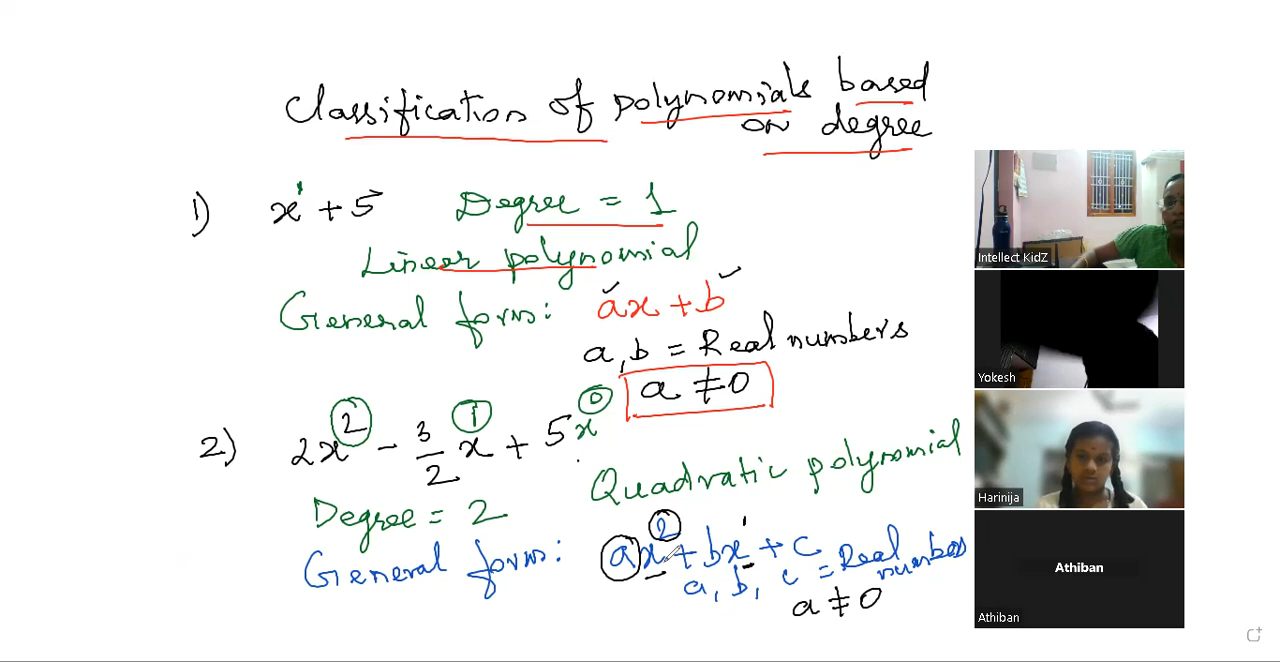 Classification of polynomials based
on degree
1) x¹ + 5 Degree = 1
Linear polynomial
General form: ax + b
a, b = Real numbers
a ≠ 0
2) 2x² - 3/2 x¹ + 5x⁰
Quadratic polynomial
Degree = 2
General form: ax² + bx¹ + c
a, b, c = Real numbers
a ≠ 0
Intellect KidZ
Yokesh
Harinija
Athiban
Athiban